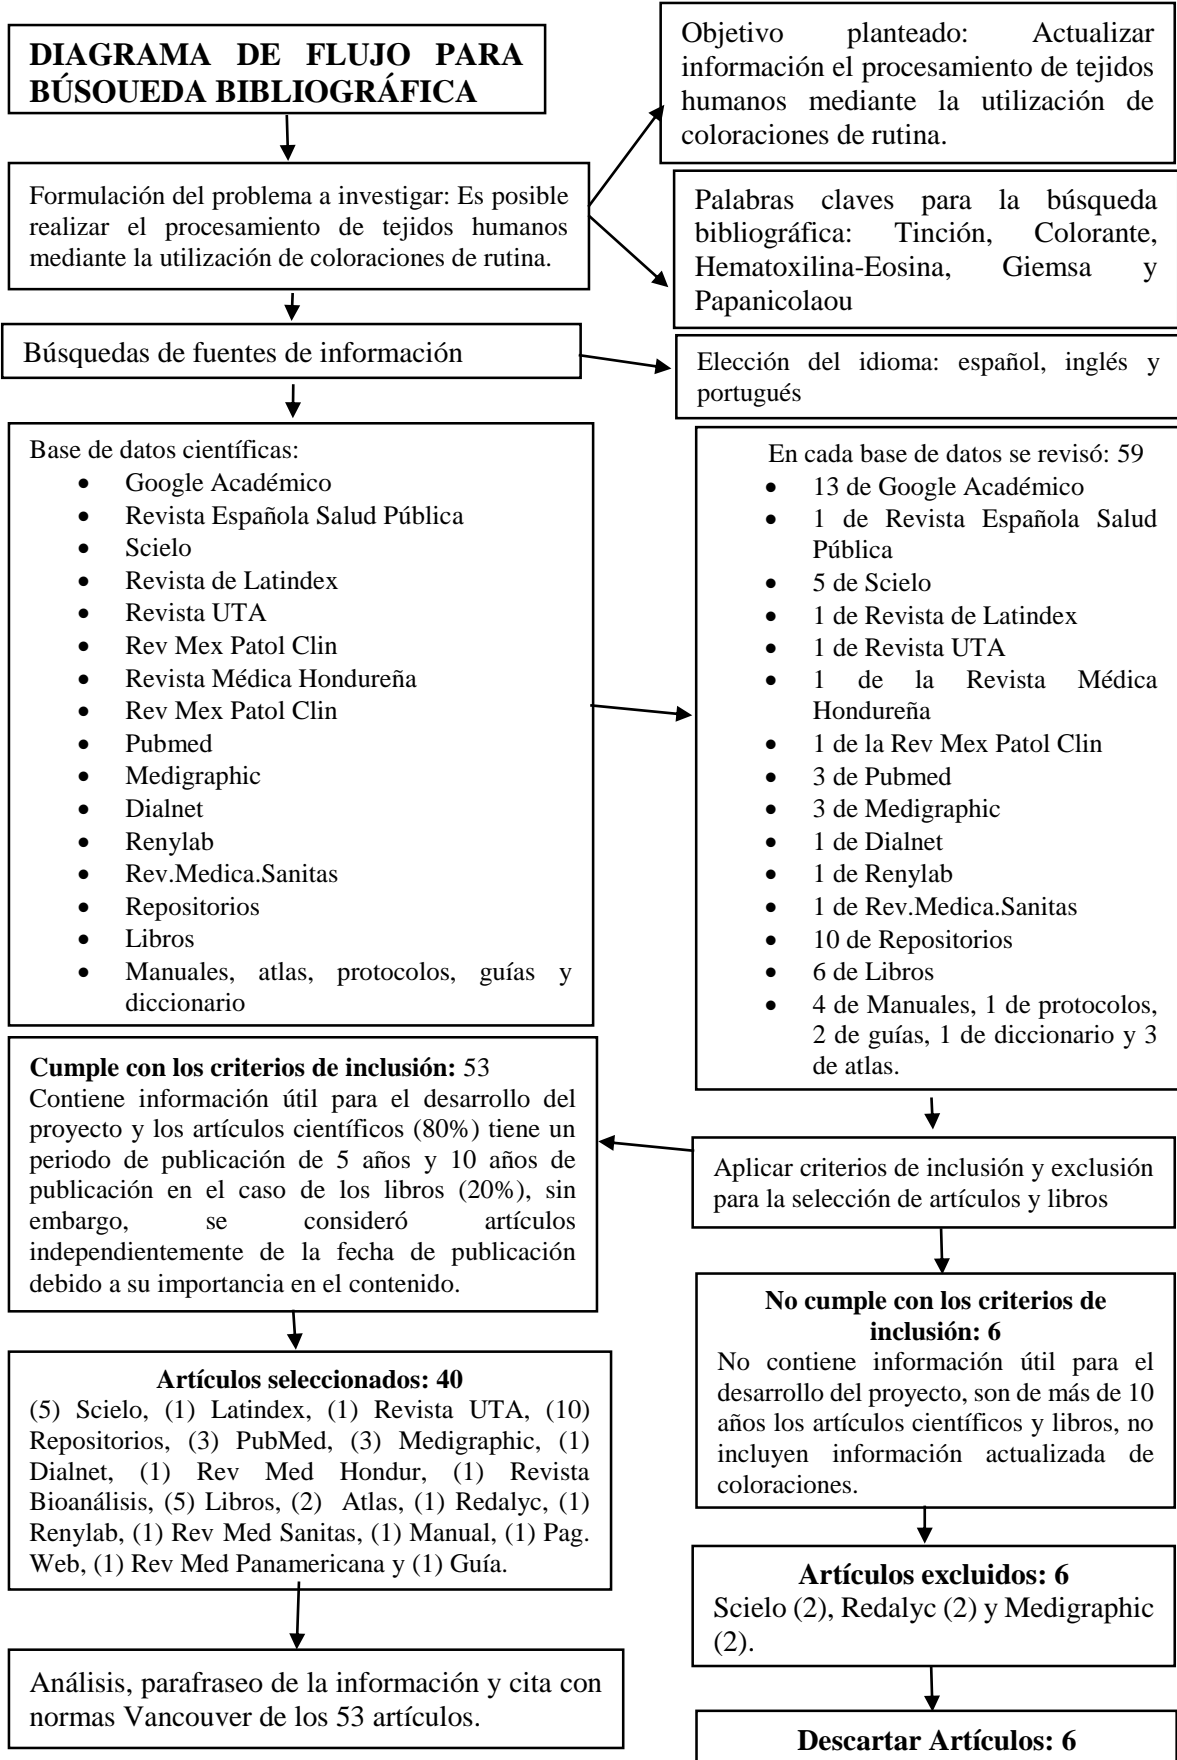 DIAGRAMA DE FLUJO PARA
BÚSOUEDA BIBLIOGRÁFICA
Objetivo planteado: Actualizar
información el procesamiento de tejidos
humanos mediante la utilización de
coloraciones de rutina.
Formulación del problema a investigar: Es posible
realizar el procesamiento de tejidos humanos
mediante la utilización de coloraciones de rutina.
Palabras claves para la búsqueda
bibliográfica: Tinción, Colorante,
Hematoxilina-Eosina, Giemsa y
Papanicolaou
Búsquedas de fuentes de información
Elección del idioma: español, inglés y
portugués
Base de datos científicas:
• Google Académico
• Revista Española Salud Pública
• Scielo
• Revista de Latindex
• Revista UTA
• Rev Mex Patol Clin
• Revista Médica Hondureña
• Rev Mex Patol Clin
• Pubmed
• Medigraphic
• Dialnet
• Renylab
• Rev.Medica.Sanitas
• Repositorios
• Libros
• Manuales, atlas, protocolos, guías y
diccionario
En cada base de datos se revisó: 59
• 13 de Google Académico
• 1 de Revista Española Salud
Pública
• 5 de Scielo
• 1 de Revista de Latindex
• 1 de Revista UTA
• 1 de la Revista Médica
Hondureña
• 1 de la Rev Mex Patol Clin
• 3 de Pubmed
• 3 de Medigraphic
• 1 de Dialnet
• 1 de Renylab
• 1 de Rev.Medica.Sanitas
• 10 de Repositorios
• 6 de Libros
• 4 de Manuales, 1 de protocolos,
2 de guías, 1 de diccionario y 3
de atlas.
Cumple con los criterios de inclusión: 53
Contiene información útil para el desarrollo del
proyecto y los artículos científicos (80%) tiene un
periodo de publicación de 5 años y 10 años de
publicación en el caso de los libros (20%), sin
embargo, se consideró artículos
independientemente de la fecha de publicación
debido a su importancia en el contenido.
Aplicar criterios de inclusión y exclusión
para la selección de artículos y libros
No cumple con los criterios de
inclusión: 6
No contiene información útil para el
desarrollo del proyecto, son de más de 10
años los artículos científicos y libros, no
incluyen información actualizada de
coloraciones.
Artículos seleccionados: 40
(5) Scielo, (1) Latindex, (1) Revista UTA, (10)
Repositorios, (3) PubMed, (3) Medigraphic, (1)
Dialnet, (1) Rev Med Hondur, (1) Revista
Bioanálisis, (5) Libros, (2) Atlas, (1) Redalyc, (1)
Renylab, (1) Rev Med Sanitas, (1) Manual, (1) Pag.
Web, (1) Rev Med Panamericana y (1) Guía.
Artículos excluidos: 6
Scielo (2), Redalyc (2) y Medigraphic
(2).
Análisis, parafraseo de la información y cita con
normas Vancouver de los 53 artículos.
Descartar Artículos: 6